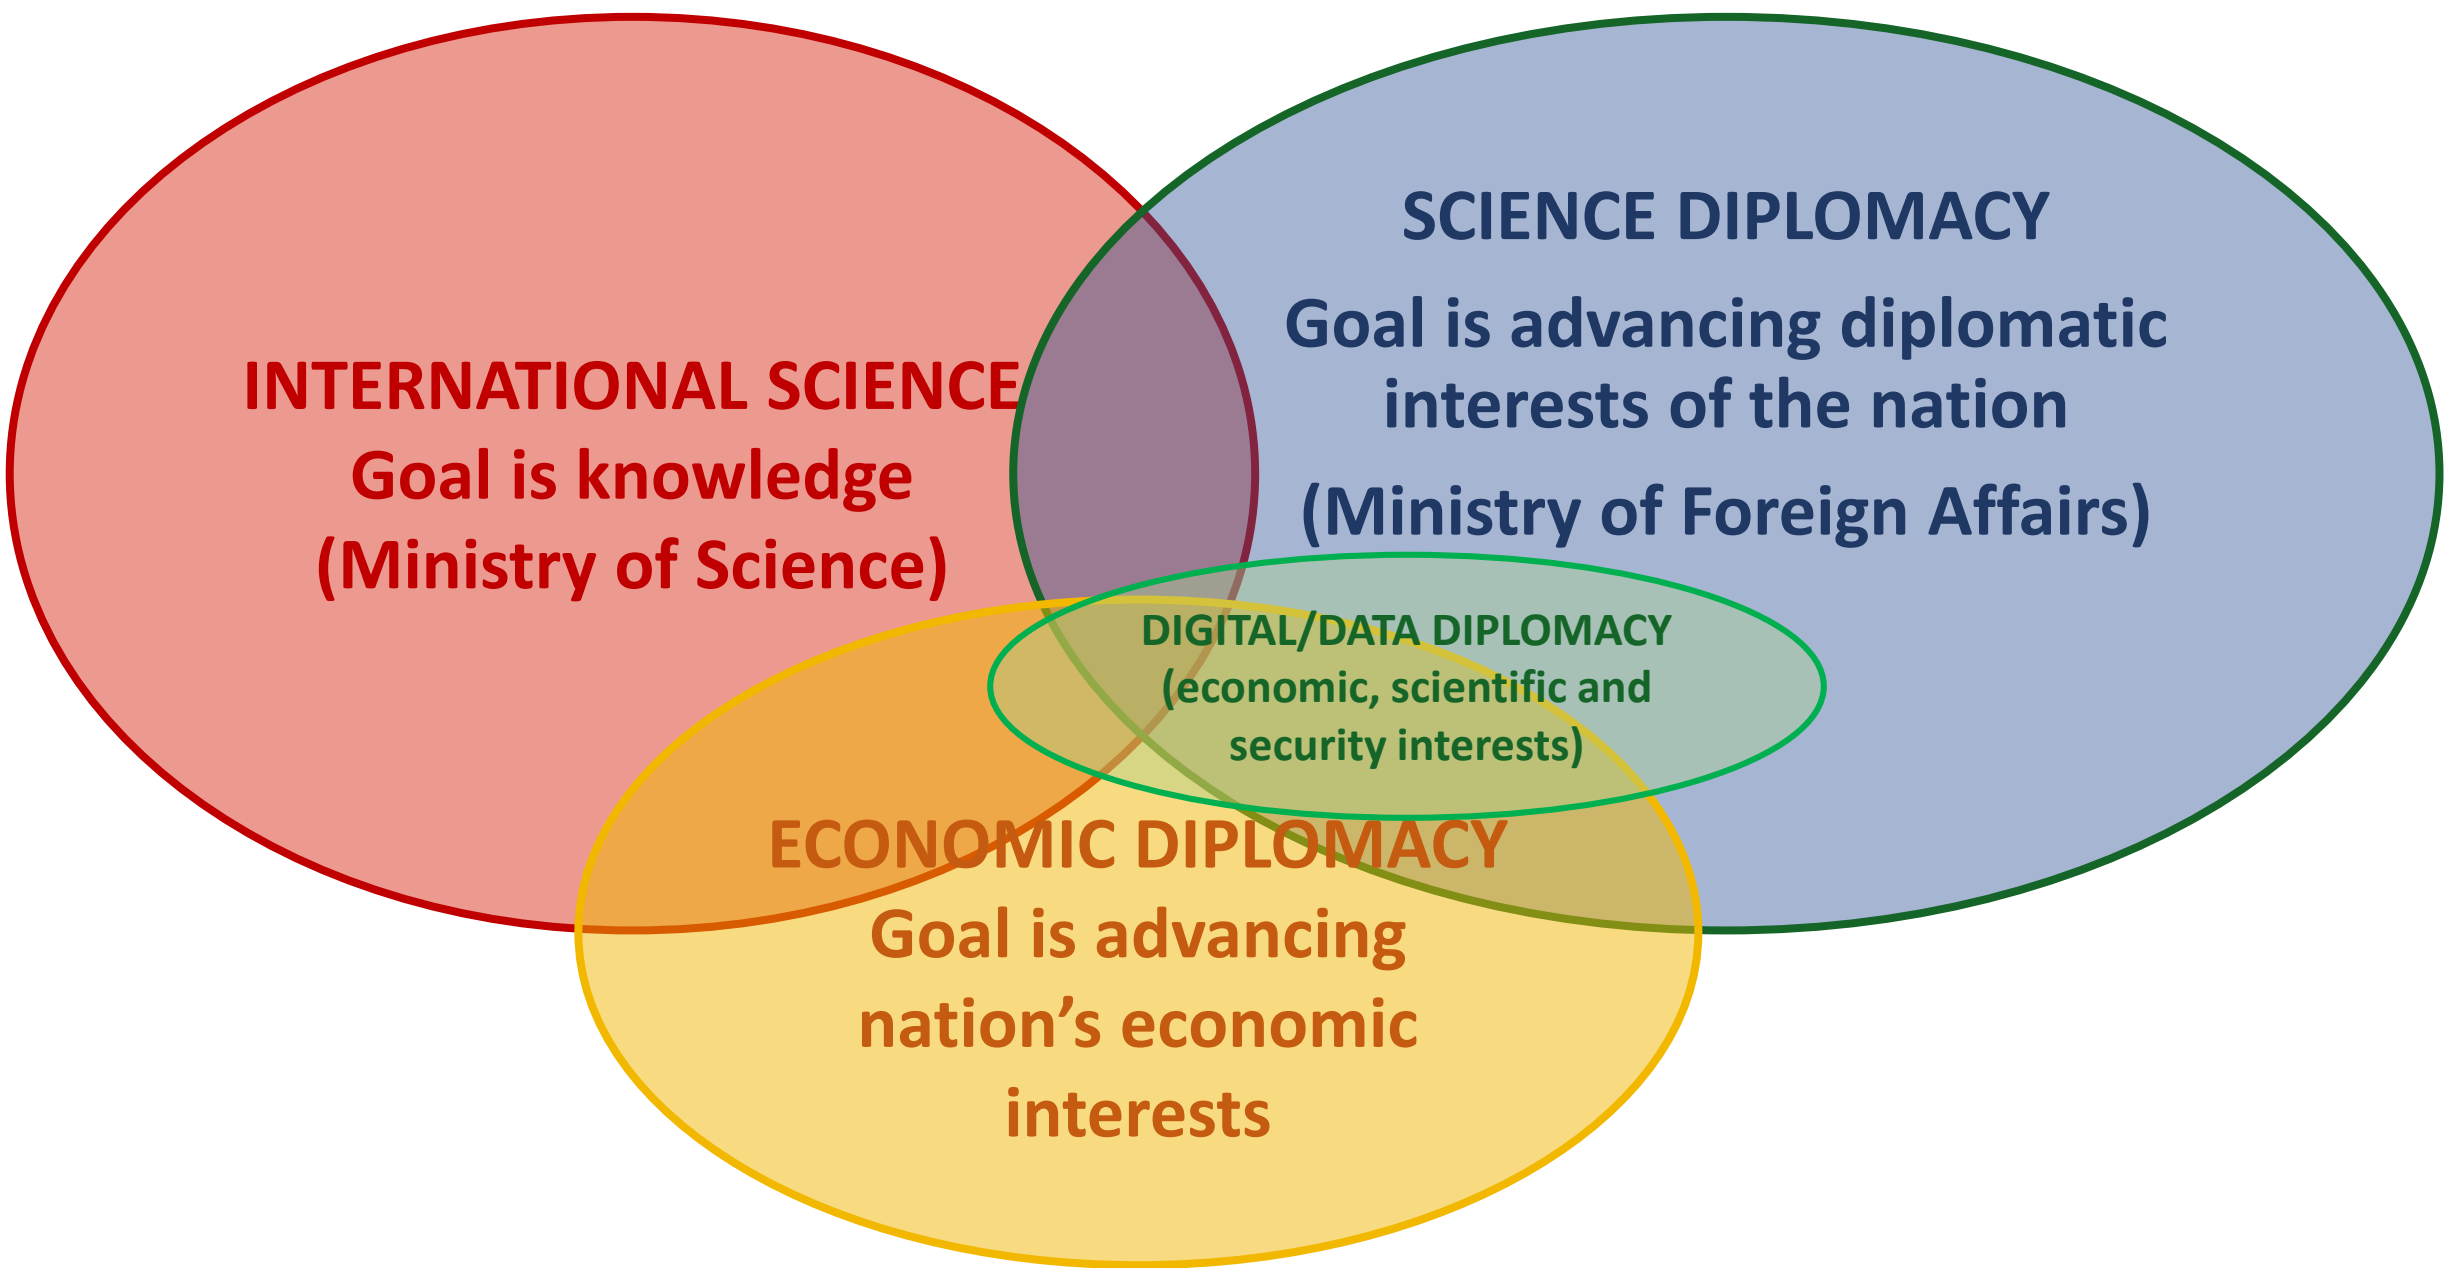 INTERNATIONAL SCIENCE
Goal is knowledge
(Ministry of Science)
SCIENCE DIPLOMACY
Goal is advancing diplomatic
interests of the nation
(Ministry of Foreign Affairs)
DIGITAL/DATA DIPLOMACY
(economic, scientific and
security interests)
ECONOMIC DIPLOMACY
Goal is advancing
nation’s economic
interests